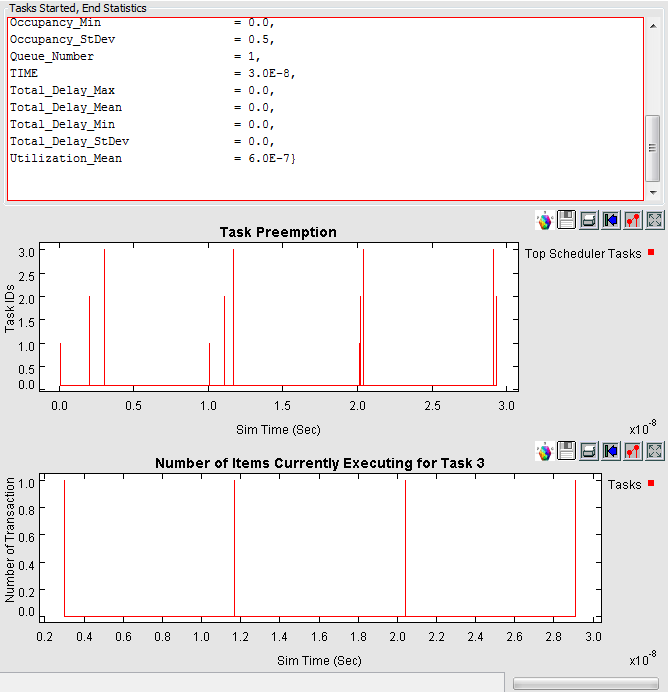 Tasks Started, End Statistics
Occupancy_Min = 0.0,
Occupancy_StDev = 0.5,
Queue_Number = 1,
TIME = 3.0E-8,
Total_Delay_Max = 0.0,
Total_Delay_Mean = 0.0,
Total_Delay_Min = 0.0,
Total_Delay_StDev = 0.0,
Utilization_Mean = 6.0E-7}
Task Preemption
Top Scheduler Tasks
Task IDs
3.0
2.5
2.0
1.5
1.0
0.5
0.0
0.0 0.5 1.0 1.5 2.0 2.5 3.0
Sim Time (Sec)
x10-8
Number of Items Currently Executing for Task 3
Tasks
Number of Transaction
1.0
0.8
0.6
0.4
0.2
0.0
0.2 0.4 0.6 0.8 1.0 1.2 1.4 1.6 1.8 2.0 2.2 2.4 2.6 2.8 3.0
Sim Time (Sec)
x10-8